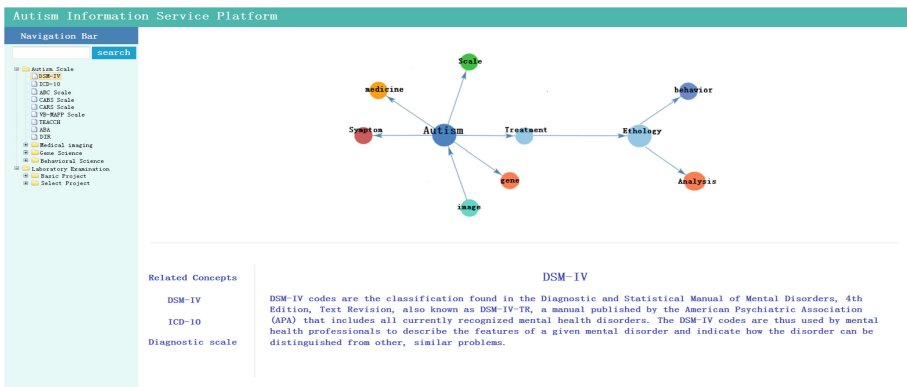 Autism Information Service Platform
Navigation Bar
search
Autism Scale
DSM-IV
ICD-10
ABC Scale
CABS Scale
CARS Scale
VB-MAPP Scale
TEACCH
ABA
DIR
Medical imaging
Gene Science
Behavioral Science
Laboratory Examination
Basic Project
Select Project
Scale
medicine
behavior
Symptom
Autism
Treatment
Ethology
gene
Analysis
image
Related Concepts
DSM-IV
ICD-10
Diagnostic scale
DSM-IV
DSM-IV codes are the classification found in the Diagnostic and Statistical Manual of Mental Disorders, 4th
Edition, Text Revision, also known as DSM-IV-TR, a manual published by the American Psychiatric Association
(APA) that includes all currently recognized mental health disorders. The DSM-IV codes are thus used by mental
health professionals to describe the features of a given mental disorder and indicate how the disorder can be
distinguished from other, similar problems.